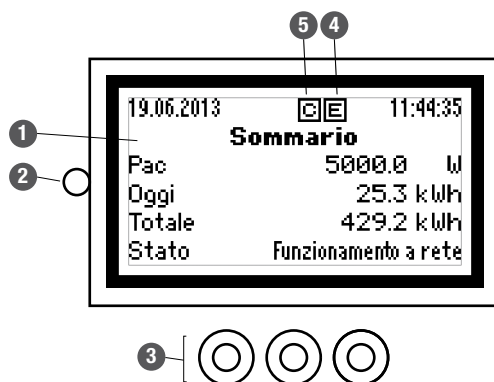 5 4
19.06.2013 C E 11:44:35
1
Sommario
2
Pac 5000.0 W
Oggi 25.3 kWh
Totale 429.2 kWh
Stato Funzionamento a rete
3